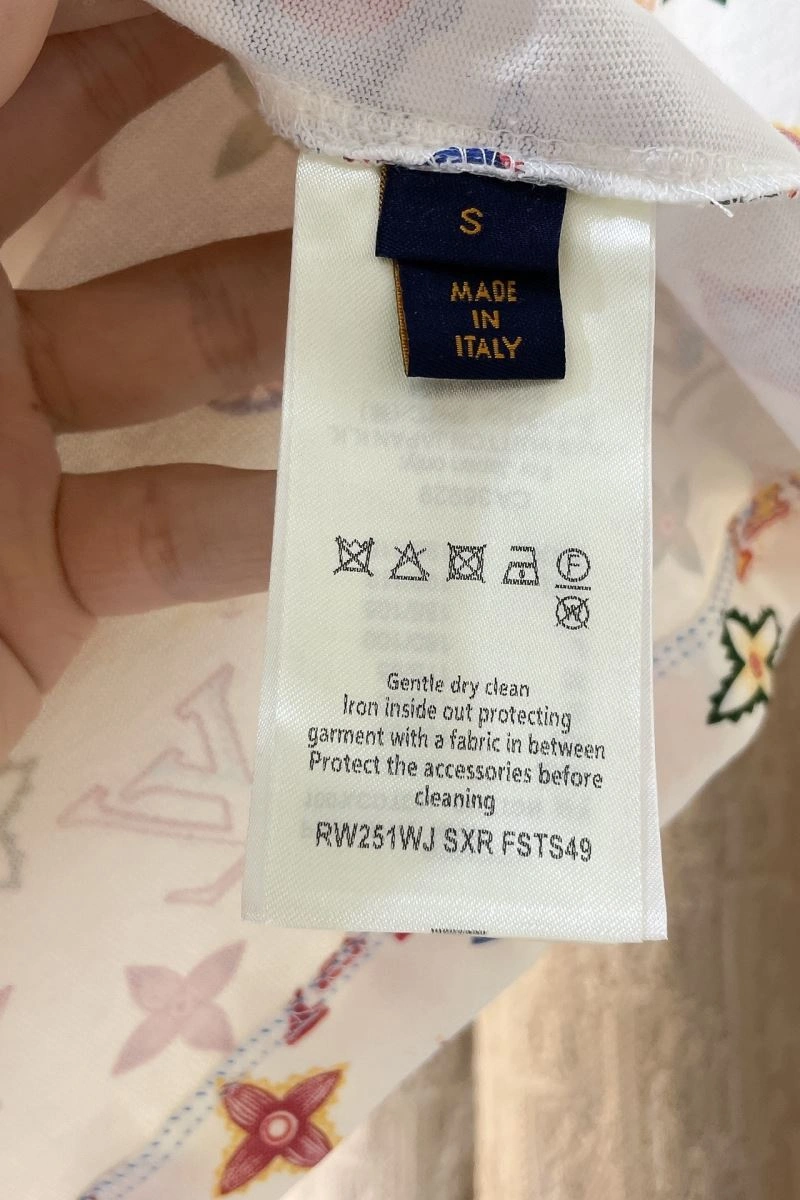 S
MADE
IN
ITALY
F
W
Gentle dry clean
Iron inside out protecting
garment with a fabric in between
Protect the accessories before
cleaning
RW251WJ SXR FSTS49